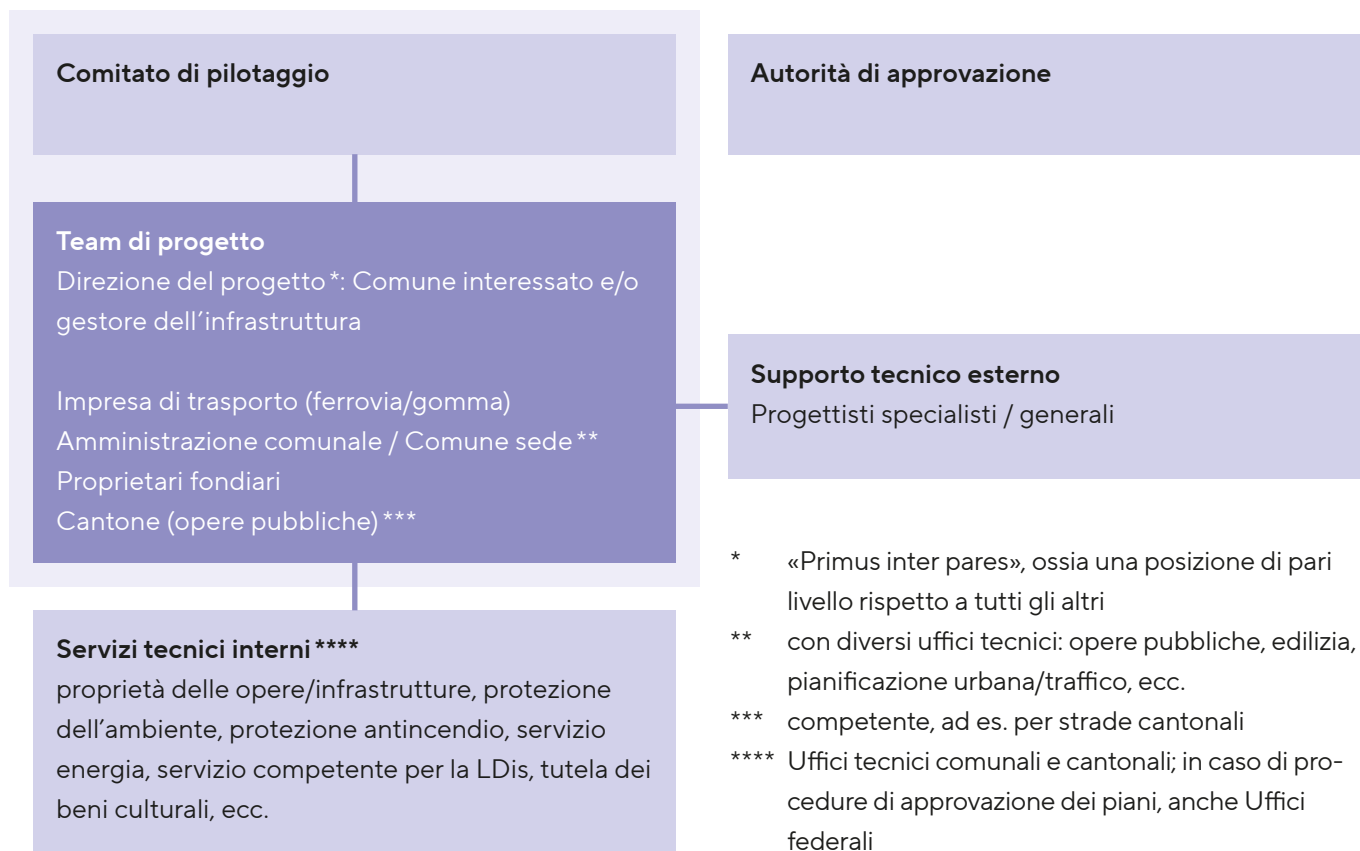 Comitato di pilotaggio
Team di progetto
Direzione del progetto*: Comune interessato e/o
gestore dell’infrastruttura
Impresa di trasporto (ferrovia/gomma)
Amministrazione comunale / Comune sede**
Proprietari fondiari
Cantone (opere pubbliche)***
Servizi tecnici interni****
proprietà delle opere/infrastrutture, protezione
dell’ambiente, protezione antincendio, servizio
energia, servizio competente per la LDis, tutela dei
beni culturali, ecc.
Autorità di approvazione
Supporto tecnico esterno
Progettisti specialisti / generali
* «Primus inter pares», ossia una posizione di pari
livello rispetto a tutti gli altri
** con diversi uffici tecnici: opere pubbliche, edilizia,
pianificazione urbana/traffico, ecc.
*** competente, ad es. per strade cantonali
**** Uffici tecnici comunali e cantonali; in caso di pro-
cedure di approvazione dei piani, anche Uffici
federali